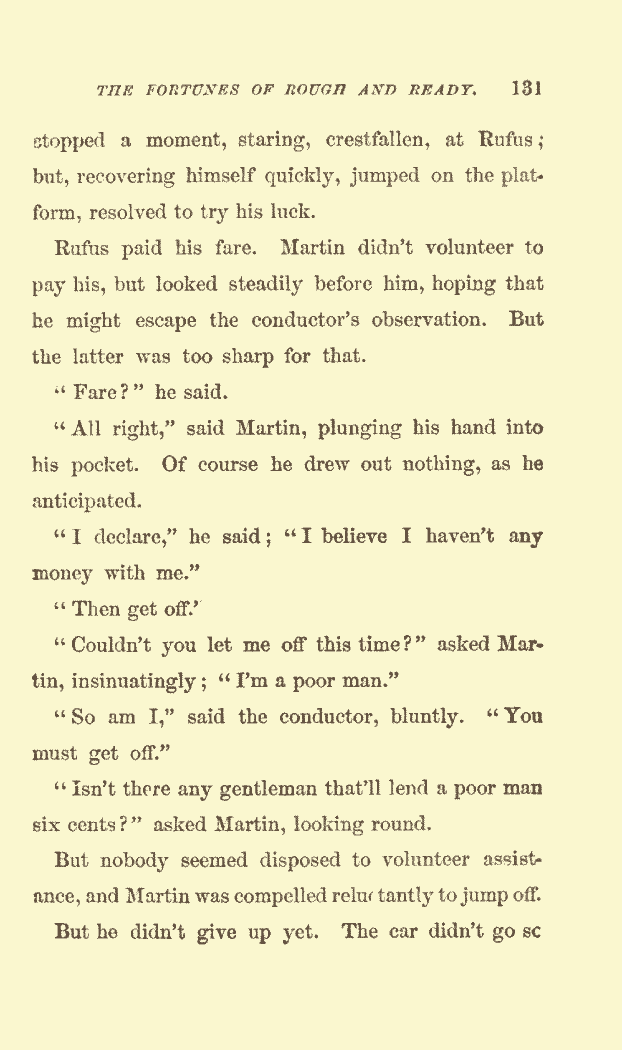 THE FORTUNES OF ROUGH AND READY. 131
stopped a moment, staring, crestfallen, at Rufus;
but, recovering himself quickly, jumped on the plat-
form, resolved to try his luck.
Rufus paid his fare. Martin didn't volunteer to
pay his, but looked steadily before him, hoping that
he might escape the conductor's observation. But
the latter was too sharp for that.
"Fare?" he said.
"All right," said Martin, plunging his hand into
his pocket. Of course he drew out nothing, as he
anticipated.
"I declare," he said; "I believe I haven't any
money with me."
"Then get off.'
"Couldn't you let me off this time?" asked Mar-
tin, insinuatingly; "I'm a poor man."
"So am I," said the conductor, bluntly. "You
must get off."
"Isn't there any gentleman that'll lend a poor man
six cents?" asked Martin, looking round.
But nobody seemed disposed to volunteer assist-
ance, and Martin was compelled reluctantly to jump off.
But he didn't give up yet. The car didn't go sc